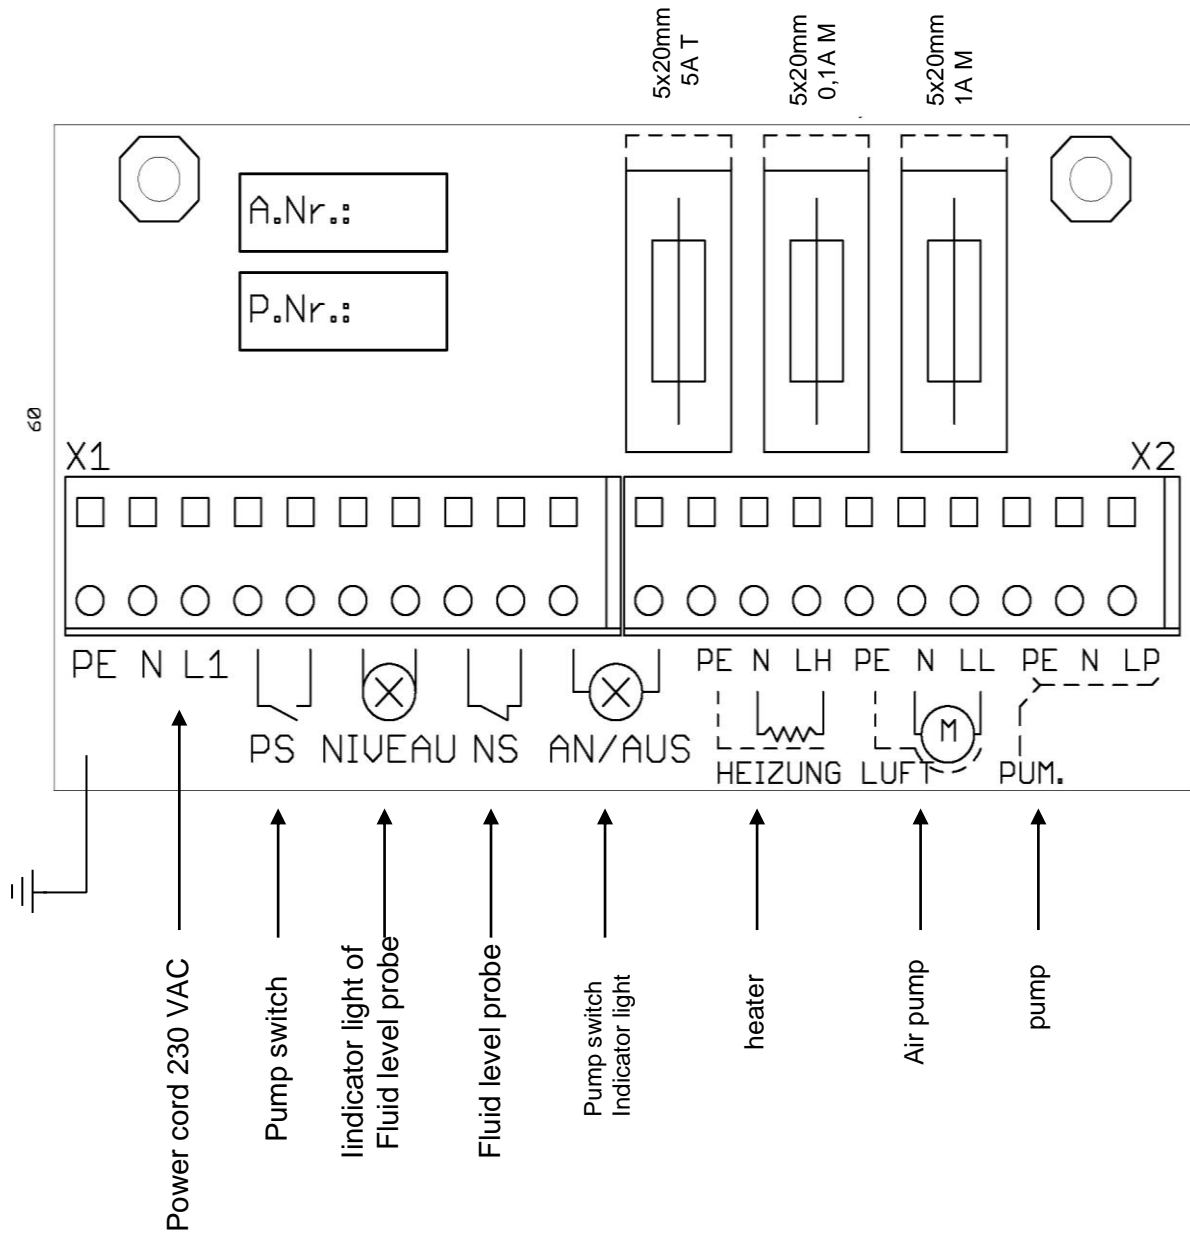 5x20mm
5A T
5x20mm
0,1A M
5x20mm
1A M
A.Nr.:
P.Nr.:
60
X1
X2
PE N L1
PE N LH PE N LL PE N LP
M
PS NIVEAU NS AN/AUS
HEIZUNG LUFT PUM.
Power cord 230 VAC
Pump switch
Iindicator light of
Fluid level probe
Fluid level probe
Pump switch
Indicator light
heater
Air pump
pump